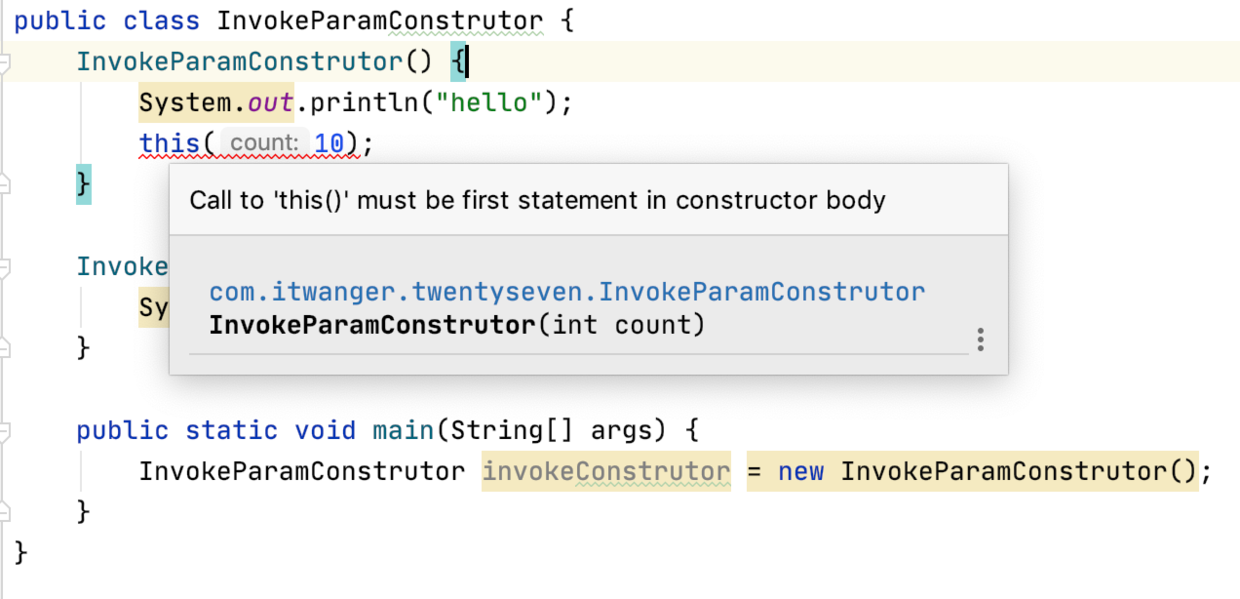 public class InvokeParamConstrutor {
InvokeParamConstrutor() {
System.out.println("hello");
this( count: 10);
}
Call to 'this()' must be first statement in constructor body
com.itwanger.twentyseven.InvokeParamConstrutor
InvokeParamConstrutor(int count)
Invoke
Sy
}
public static void main(String[] args) {
InvokeParamConstrutor invokeConstrutor = new InvokeParamConstrutor();
}
}